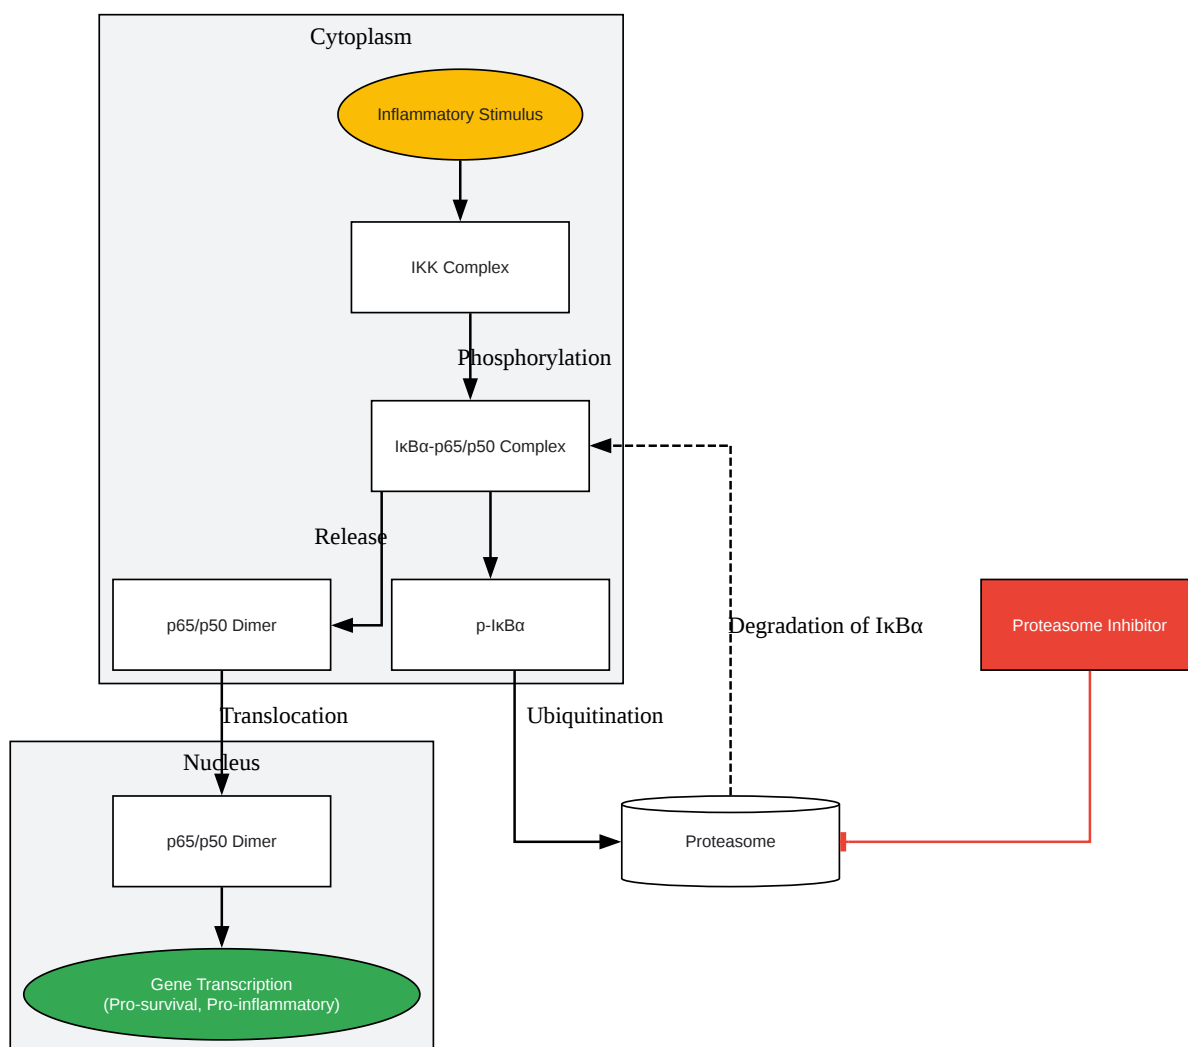 Cytoplasm
Inflammatory Stimulus
IKK Complex
Phosphorylation
IκBα-p65/p50 Complex
Release
p65/p50 Dimer
p-IκBα
Degradation of IκBα
Proteasome Inhibitor
Translocation
Ubiquitination
Nucleus
p65/p50 Dimer
Proteasome
Gene Transcription
(Pro-survival, Pro-inflammatory)